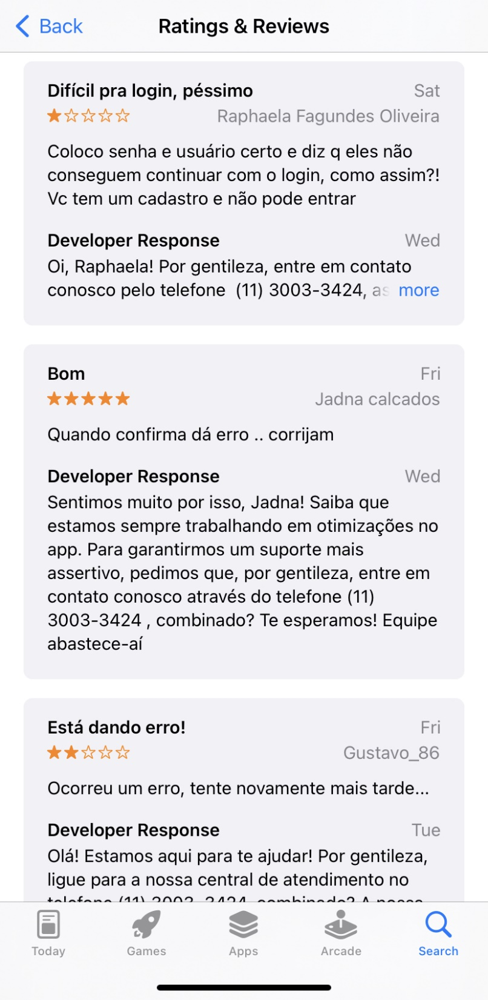 Back
Ratings & Reviews
Difícil pra login, péssimo
Sat
Raphaela Fagundes Oliveira
Coloco senha e usuário certo e diz q eles não
conseguem continuar com o login, como assim?!
Vc tem um cadastro e não pode entrar
Developer Response
Wed
Oi, Raphaela! Por gentileza, entre em contato
conosco pelo telefone (11) 3003-3424, as more
Bom
Fri
Jadna calcados
Quando confirma dá erro .. corrijam
Developer Response
Wed
Sentimos muito por isso, Jadna! Saiba que
estamos sempre trabalhando em otimizações no
app. Para garantirmos um suporte mais
assertivo, pedimos que, por gentileza, entre em
contato conosco através do telefone (11)
3003-3424 , combinado? Te esperamos! Equipe
abastece-aí
Está dando erro!
Fri
Gustavo_86
Ocorreu um erro, tente novamente mais tarde...
Developer Response
Tue
Olá! Estamos aqui para te ajudar! Por gentileza,
ligue para a nossa central de atendimento no
telefone (11) 3003-3424, combinado? A nossa
Today
Games
Apps
Arcade
Search